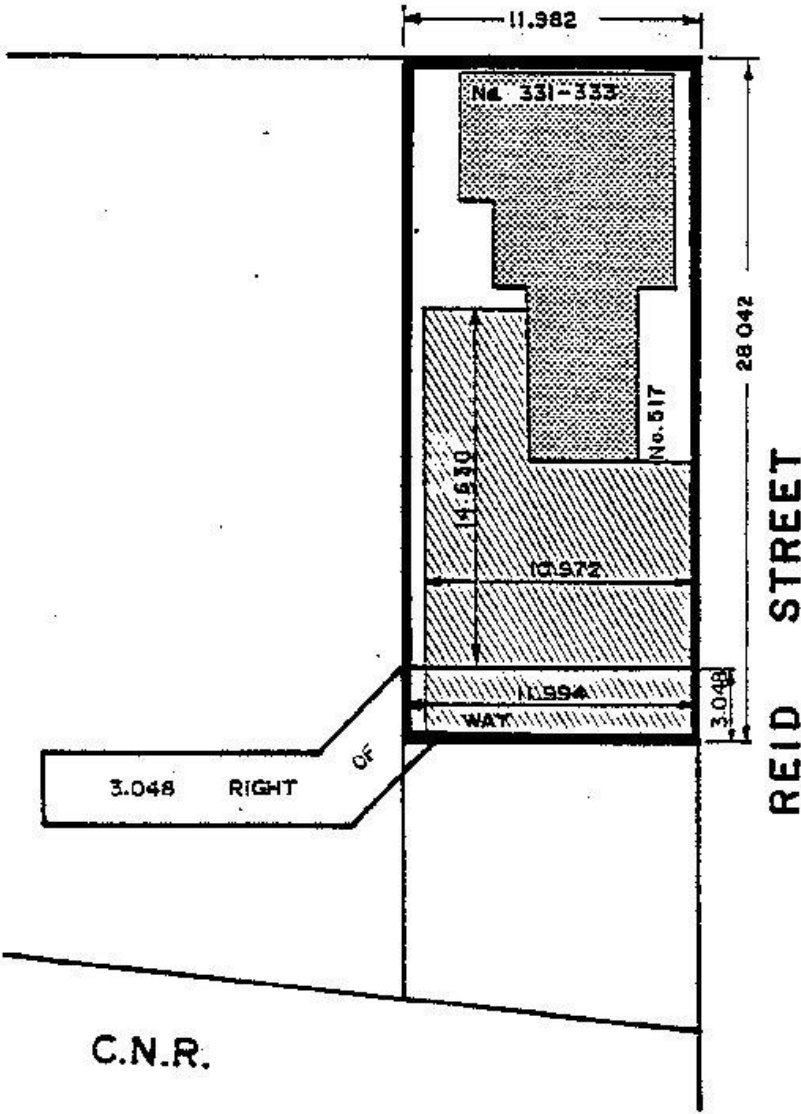 11.982
No. 331-333
28 042
No. 517
14.630
10.972
REID STREET
11.994
3.048
WAY
OF
3.048 RIGHT
C.N.R.